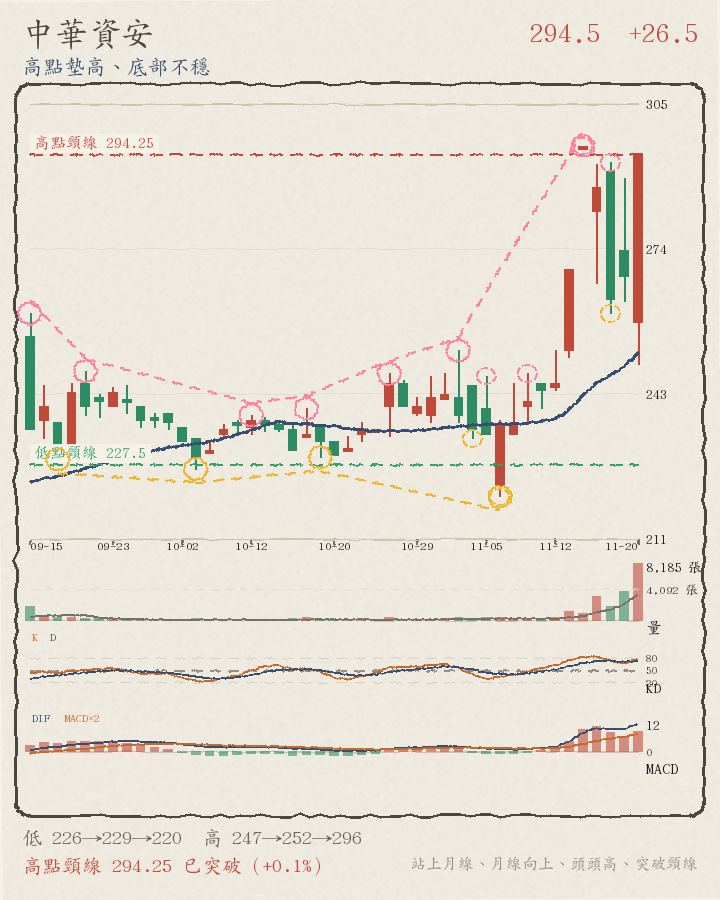 中華資安
294.5 +26.5
高點墊高、底部不穩
305
高點頸線 294.25
274
243
低點頸線 227.5
211
09-15 09-23 10-02 10-12 10-20 10-29 11-05 11-12 11-20
8,185 張
4,092 張
量
K D
80
50
20
KD
DIF MACD×2
12
0
MACD
低 226→229→220 高 247→252→296
高點頸線 294.25 已突破 (+0.1%)
站上月線、月線向上、頭頭高、突破頸線